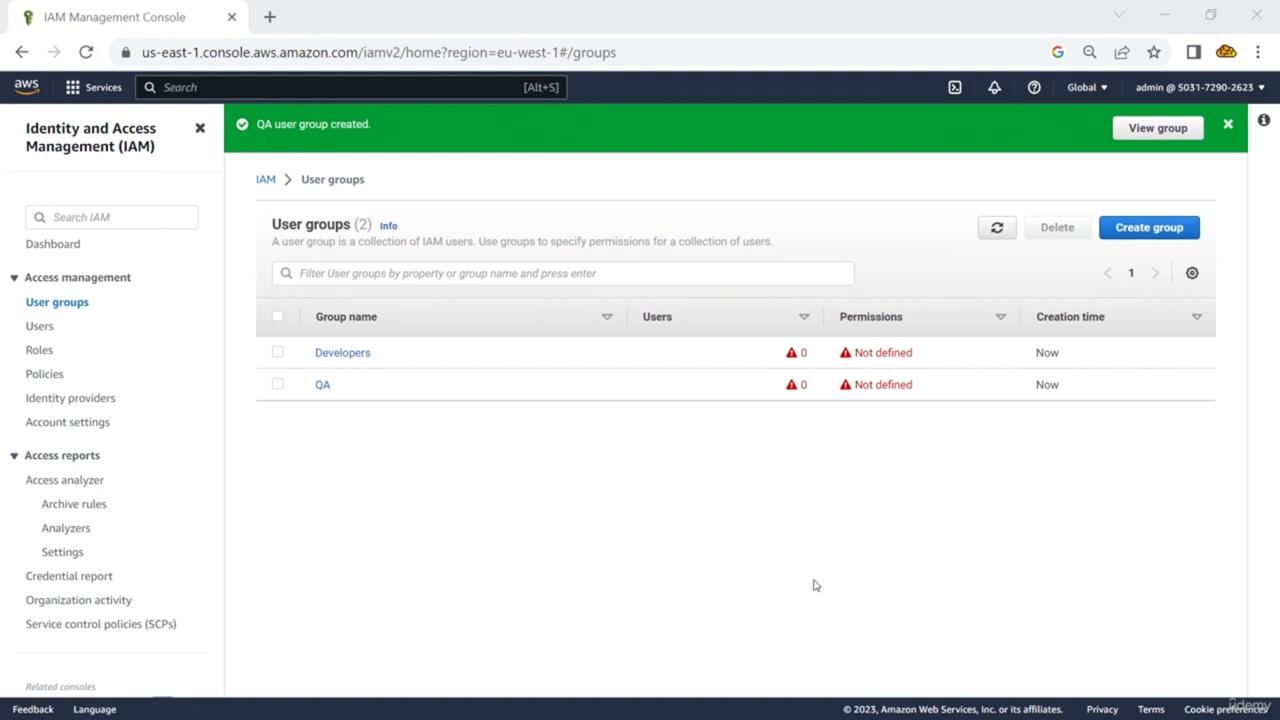 IAM Management Console
us-east-1.console.aws.amazon.com/iamv2/home?region=eu-west-1#/groups
aws Services Search [Alt+S] Global admin @ 5031-7290-2623
Identity and Access
Management (IAM)
Search IAM
Dashboard
Access management
User groups
Users
Roles
Policies
Identity providers
Account settings
Access reports
Access analyzer
Archive rules
Analyzers
Settings
Credential report
Organization activity
Service control policies (SCPs)
Related consoles
QA user group created. View group
IAM User groups
User groups (2) Info
A user group is a collection of IAM users. Use groups to specify permissions for a collection of users.
Delete Create group
Filter User groups by property or group name and press enter
1
Group name Users Permissions Creation time
Developers 0 Not defined Now
QA 0 Not defined Now
Feedback Language © 2023, Amazon Web Services, Inc. or its affiliates. Privacy Terms Cookie preferences
udemy